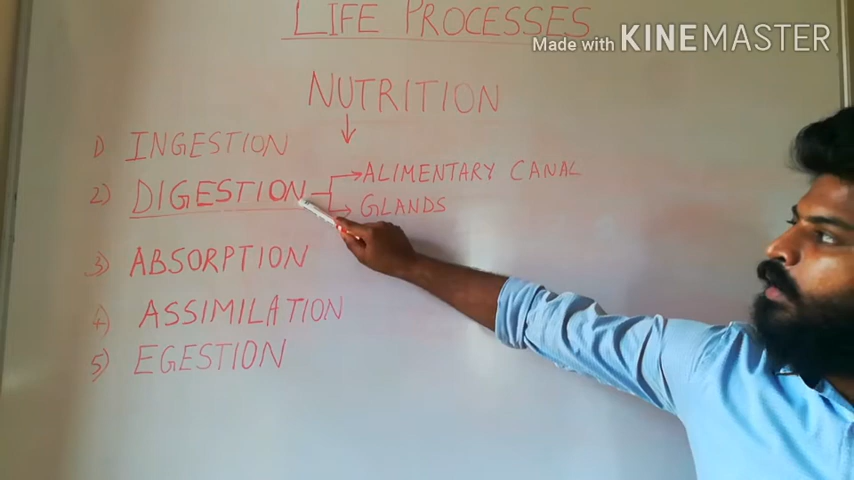 LIFE PROCESSES
Made with KINEMASTER
NUTRITION
1) INGESTION
2) DIGESTION
ALIMENTARY CANAL
GLANDS
3) ABSORPTION
4) ASSIMILATION
5) EGESTION